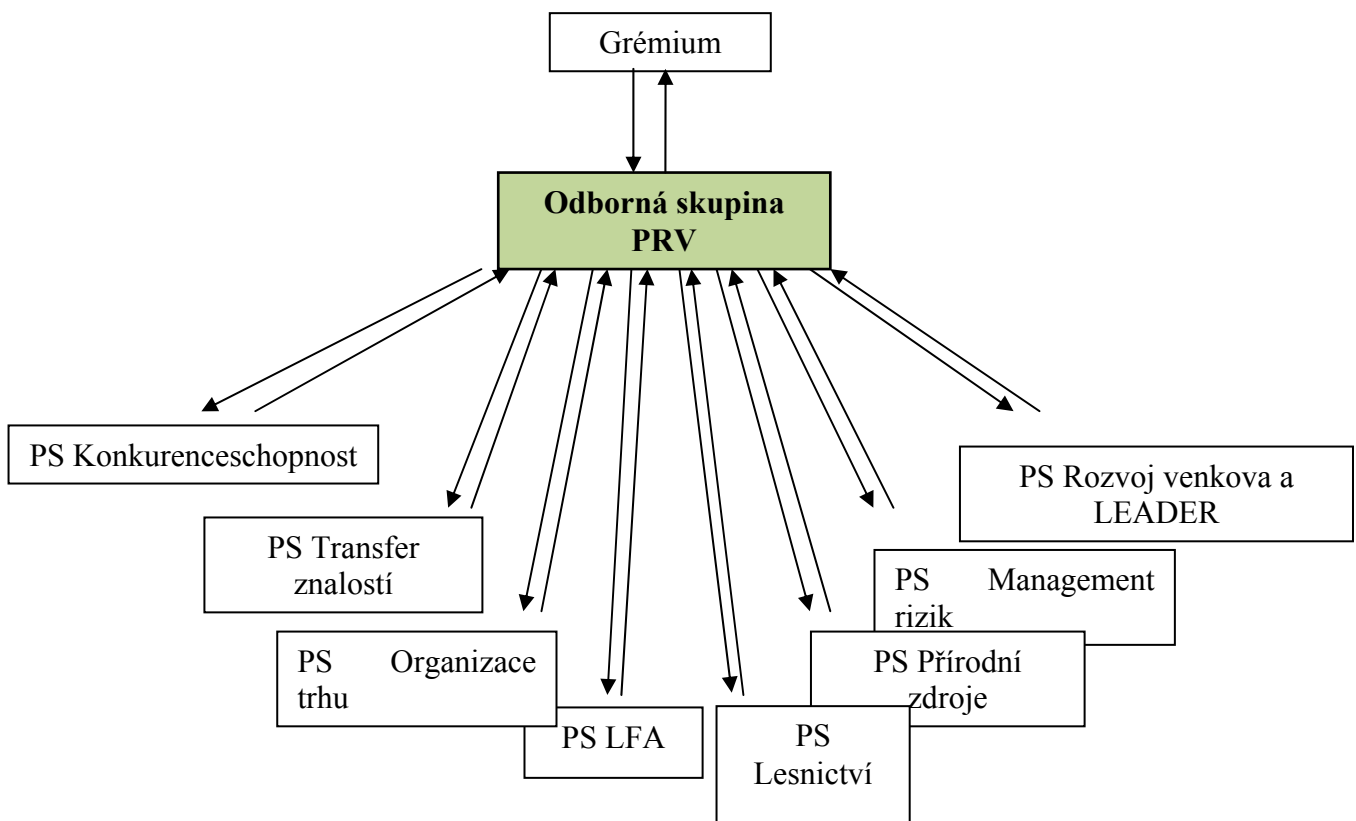 Grémium
Odborná skupina
PRV
PS Konkurenceschopnost
PS Rozvoj venkova a
LEADER
PS Transfer
znalostí
PS Management
rizik
PS Organizace
trhu
PS Přírodní
zdroje
PS LFA
PS
Lesnictví